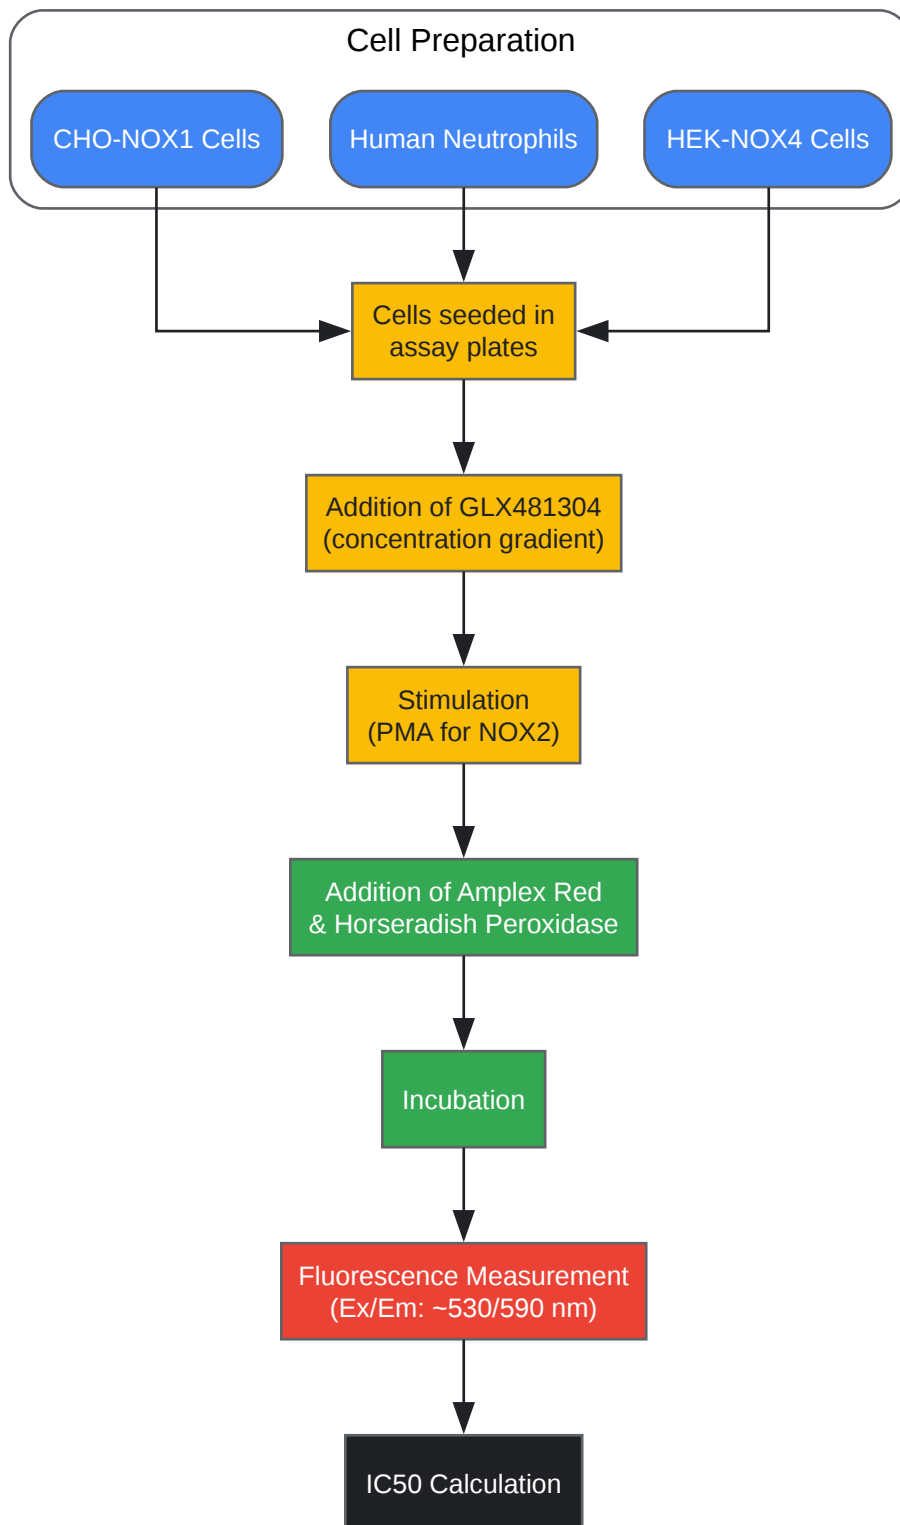 Cell Preparation
CHO-NOX1 Cells
Human Neutrophils
HEK-NOX4 Cells
Cells seeded in
assay plates
Addition of GLX481304
(concentration gradient)
Stimulation
(PMA for NOX2)
Addition of Amplex Red
& Horseradish Peroxidase
Incubation
Fluorescence Measurement
(Ex/Em: ~530/590 nm)
IC50 Calculation